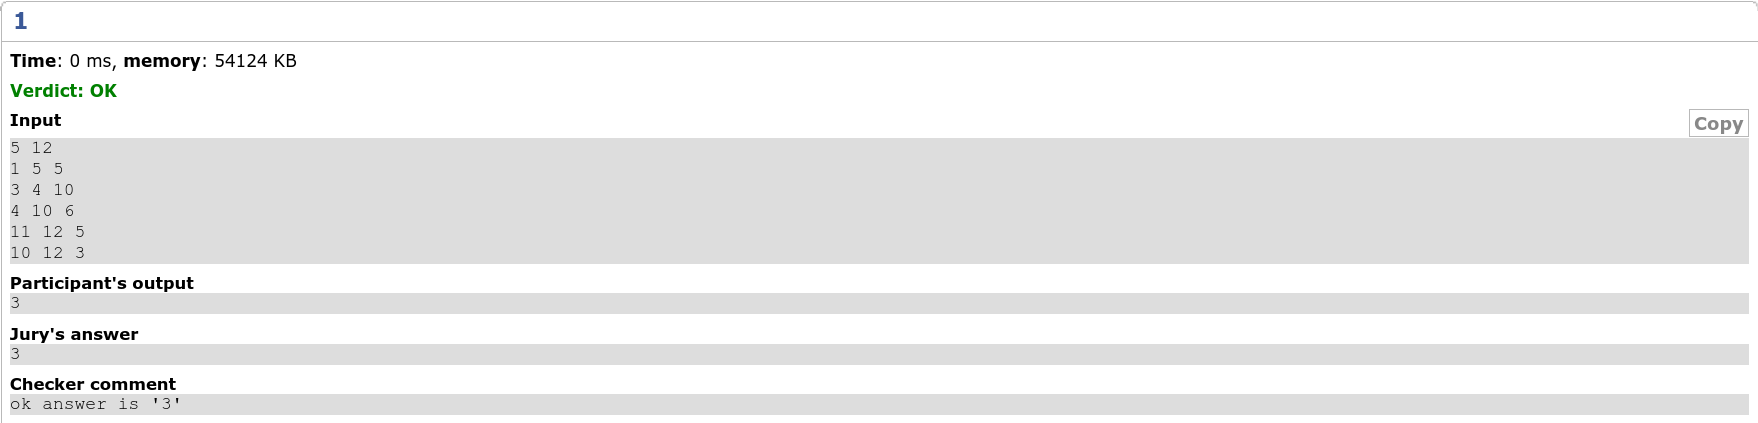 1
Time: 0 ms, memory: 54124 KB
Verdict: OK
Input
Copy
5 12
1 5 5
3 4 10
4 10 6
11 12 5
10 12 3
Participant's output
3
Jury's answer
3
Checker comment
ok answer is '3'